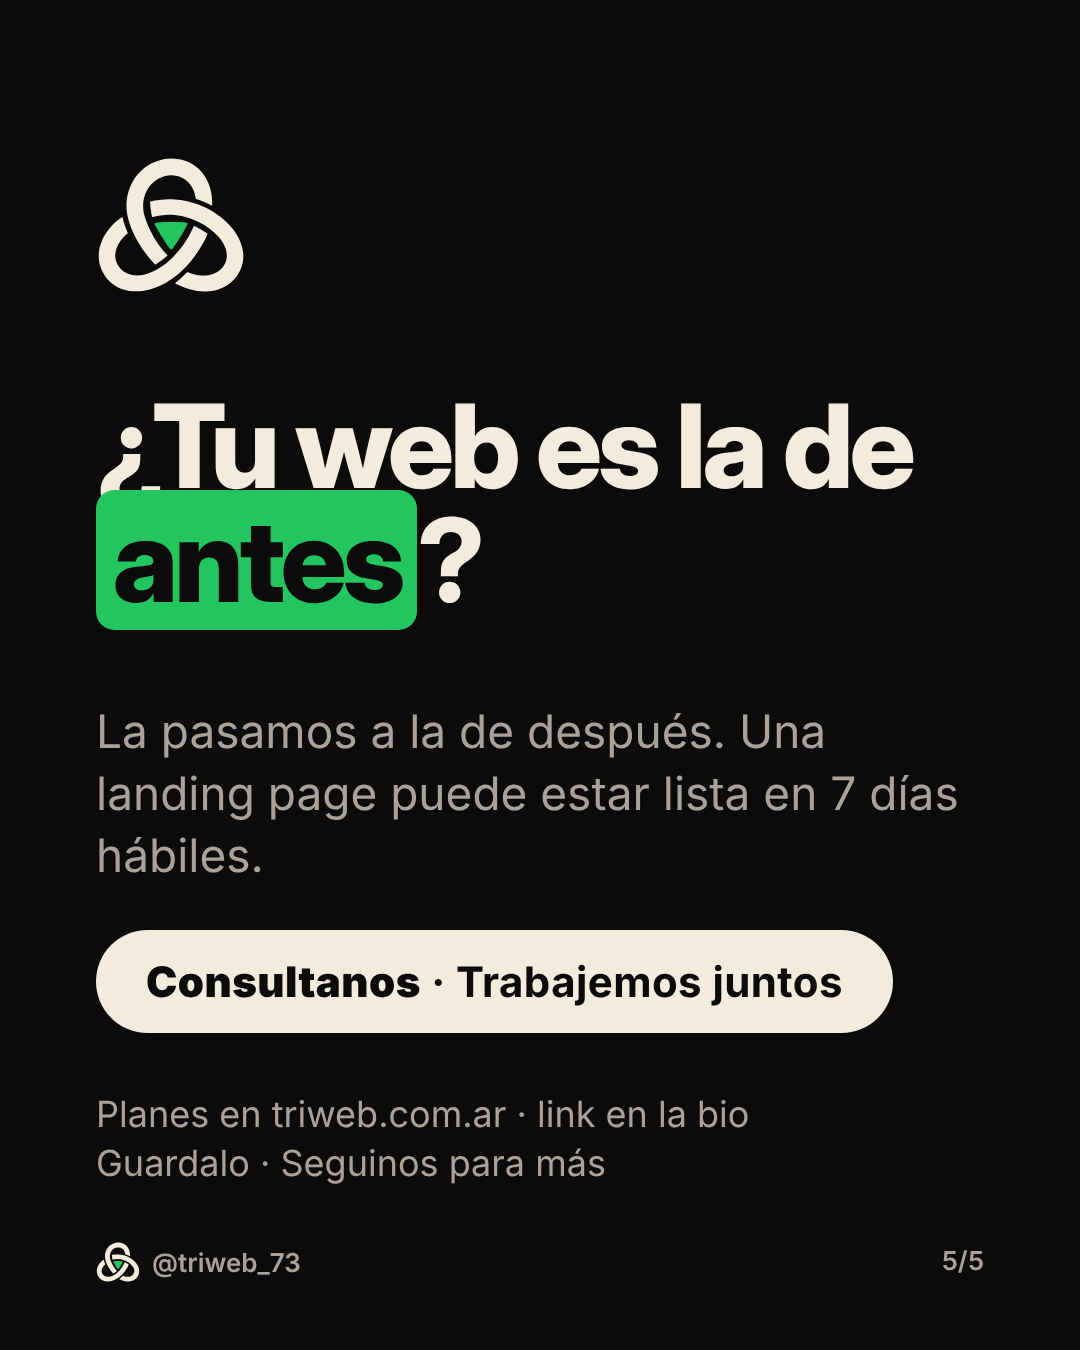 ¿Tu web es la de
antes?
La pasamos a la de después. Una
landing page puede estar lista en 7 días
hábiles.
Consultanos · Trabajemos juntos
Planes en triweb.com.ar · link en la bio
Guardalo · Seguinos para más
@triweb_73
5/5